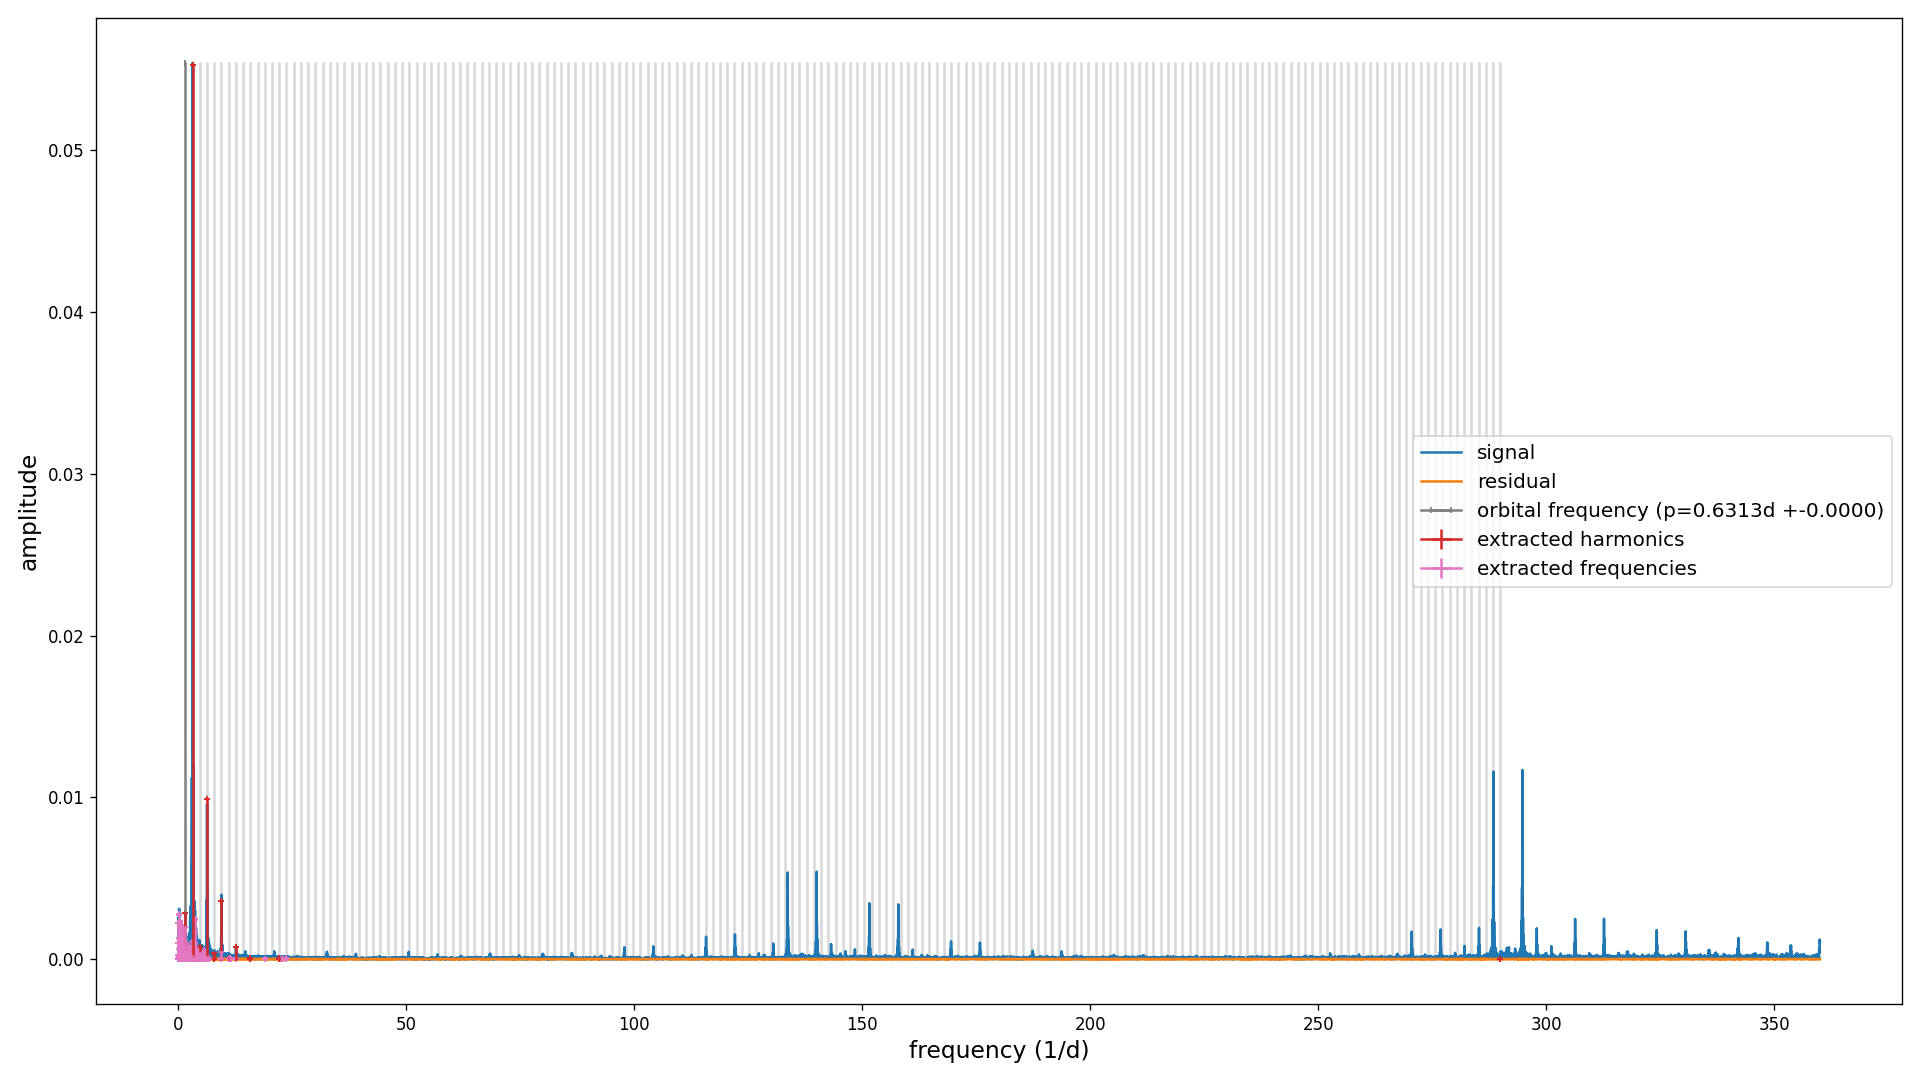 0.05
0.04
0.03
0.02
0.01
0.00
amplitude
0 50 100 150 200 250 300 350
frequency (1/d)
signal
residual
orbital frequency (p=0.6313d +-0.0000)
extracted harmonics
extracted frequencies